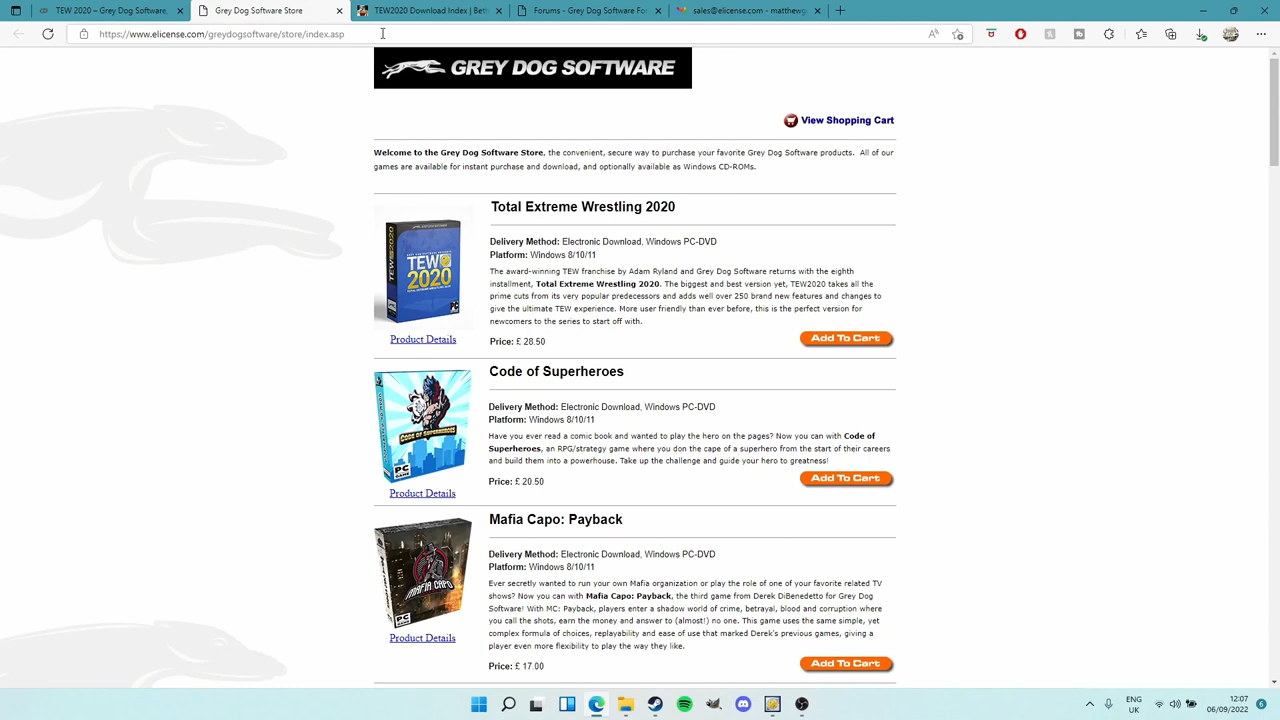 TEW 2020 – Grey Dog Software,
Grey Dog Software Store
TEW2020 Download Index | Bet
Forums - Grey Dog Software For
sales@elicense.com - matthewg
https://www.elicense.com/greydogsoftware/store/index.asp
GREY DOG SOFTWARE
View Shopping Cart
Welcome to the Grey Dog Software Store, the convenient, secure way to purchase your favorite Grey Dog Software products. All of our
games are available for instant purchase and download, and optionally available as Windows CD-ROMs.
Total Extreme Wrestling 2020
Delivery Method: Electronic Download, Windows PC-DVD
Platform: Windows 8/10/11
The award-winning TEW franchise by Adam Ryland and Grey Dog Software returns with the eighth
installment, Total Extreme Wrestling 2020. The biggest and best version yet, TEW2020 takes all the
prime cuts from its very popular predecessors and adds well over 250 brand new features and changes to
give the ultimate TEW experience. More user friendly than ever before, this is the perfect version for
newcomers to the series to start off with.
TEW
2020
Product Details
Price: £ 28.50
Add To Cart
Code of Superheroes
Delivery Method: Electronic Download, Windows PC-DVD
Platform: Windows 8/10/11
Have you ever read a comic book and wanted to play the hero on the pages? Now you can with Code of
Superheroes, an RPG/strategy game where you don the cape of a superhero from the start of their careers
and build them into a powerhouse. Take up the challenge and guide your hero to greatness!
CODE OF SUPERHEROES
PC
GAME
Product Details
Price: £ 20.50
Add To Cart
Mafia Capo: Payback
Delivery Method: Electronic Download, Windows PC-DVD
Platform: Windows 8/10/11
Ever secretly wanted to run your own Mafia organization or play the role of one of your favorite related TV
shows? Now you can with Mafia Capo: Payback, the third game from Derek DiBenedetto for Grey Dog
Software! With MC: Payback, players enter a shadow world of crime, betrayal, blood and corruption where
you call the shots, earn the money and answer to (almost!) no one. This game uses the same simple, yet
complex formula of choices, replayability and ease of use that marked Derek's previous games, giving a
player even more flexibility to play the way they like.
MAFIA CAPO
PC
Product Details
Price: £ 17.00
Add To Cart
ENG
UK
12:07
06/09/2022